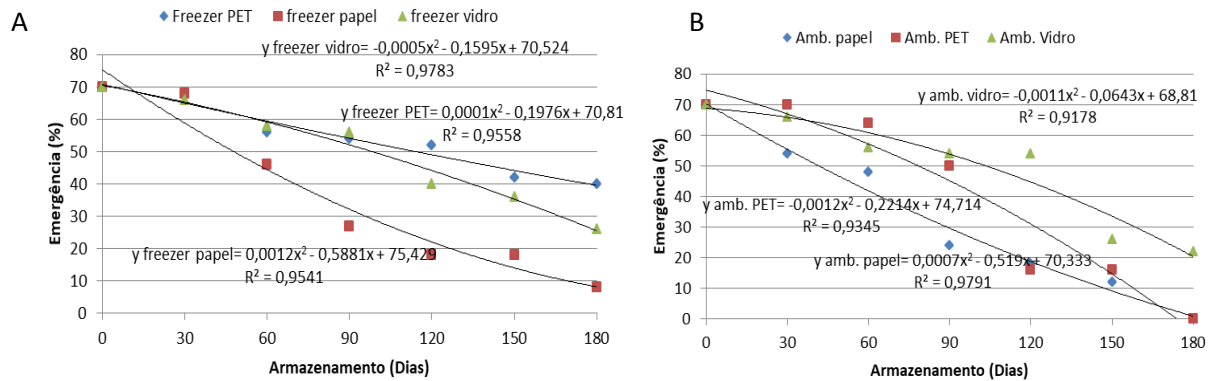 A
Freezer PET freezer papel freezer vidro
y freezer vidro= -0,0005x² - 0,1595x + 70,524
R² = 0,9783
y freezer PET= 0,0001x² - 0,1976x + 70,81
R² = 0,9558
y freezer papel= 0,0012x² - 0,5881x + 75,429
R² = 0,9541
Emergência (%)
80
70
60
50
40
30
20
10
0
0 30 60 90 120 150 180
Armazenamento (Dias)
B
Amb. papel Amb. PET Amb. Vidro
y amb. vidro= -0,0011x² - 0,0643x + 68,81
R² = 0,9178
y amb. PET= -0,0012x² - 0,2214x + 74,714
R² = 0,9345
y amb. papel= 0,0007x² - 0,519x + 70,333
R² = 0,9791
Emergência (%)
80
70
60
50
40
30
20
10
0
0 30 60 90 120 150 180
Armazenamento (Dias)